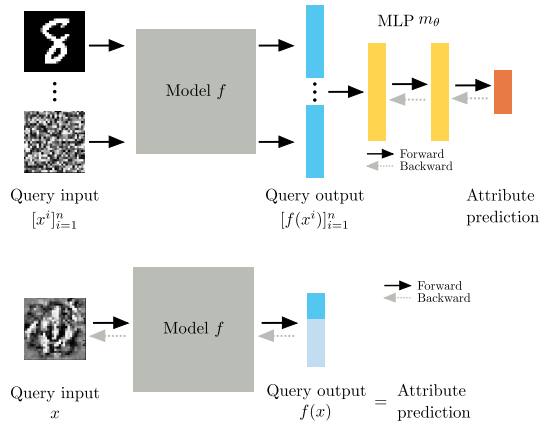 MLP m_θ
Model f
Forward
Backward
Query input
[x^i]_{i=1}^n
Query output
[f(x^i)]_{i=1}^n
Attribute
prediction
Forward
Backward
Model f
Query input
x
Query output
f(x)
=
Attribute
prediction